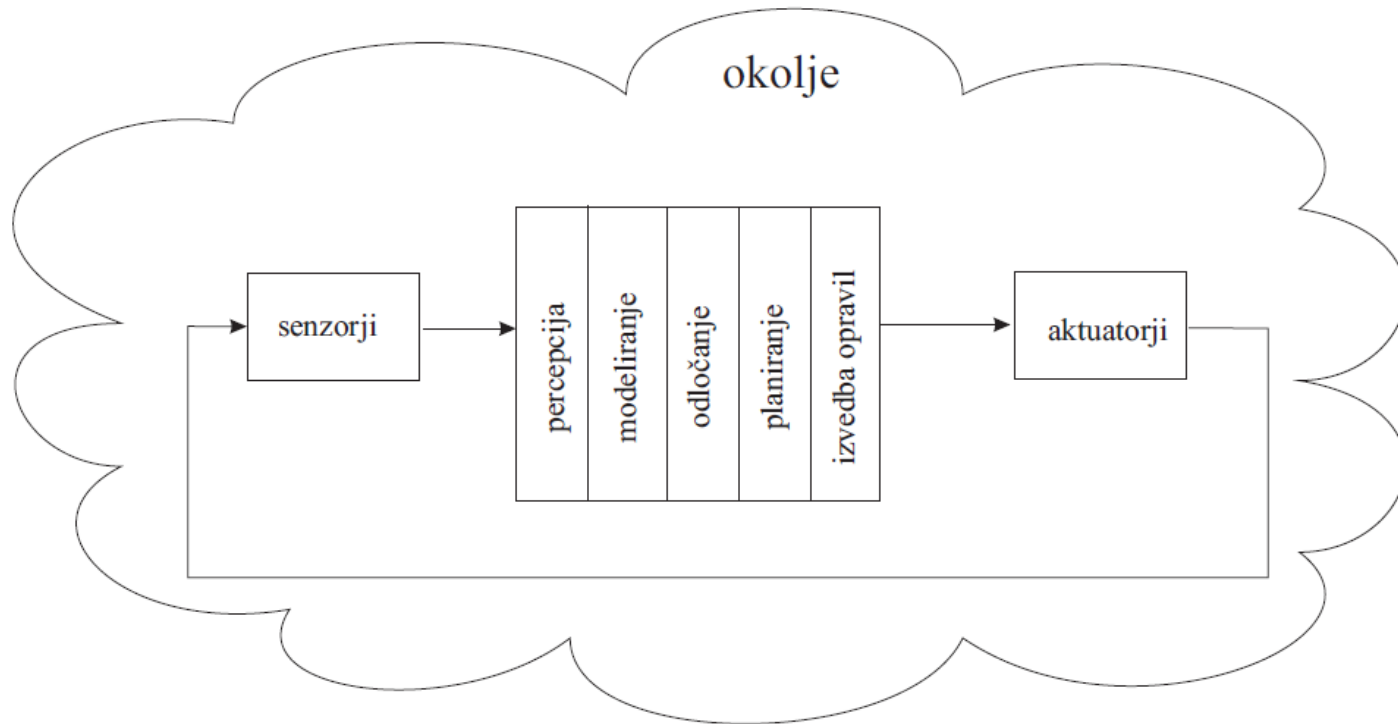 okolje
senzorji
percepcija
modeliranje
odločanje
planiranje
izvedba opravil
aktuatorji